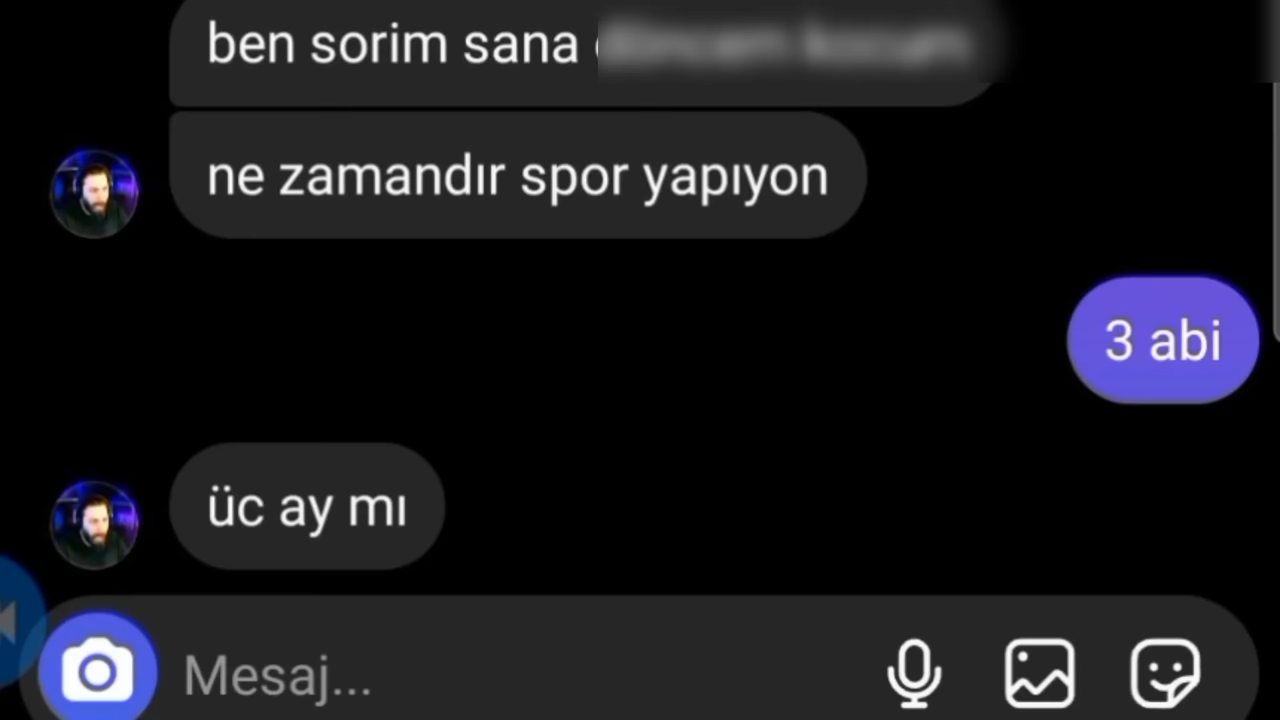 ben sorim sana
ne zamandır spor yapıyon
3 abi
üc ay mı
Mesaj...